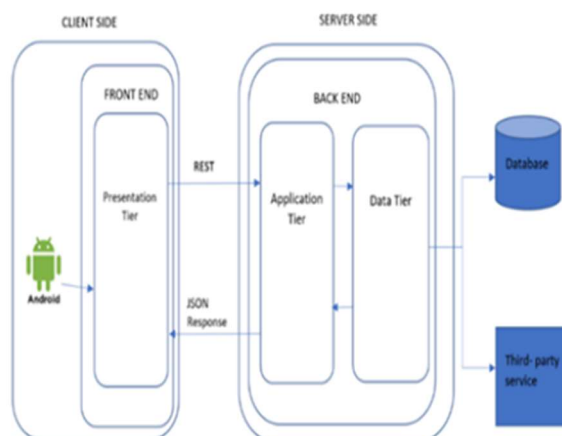 CLIENT SIDE
SERVER SIDE
FRONT END
BACK END
Presentation
Tier
REST
Application
Tier
Data Tier
Database
Android
JSON
Response
Third- party
service